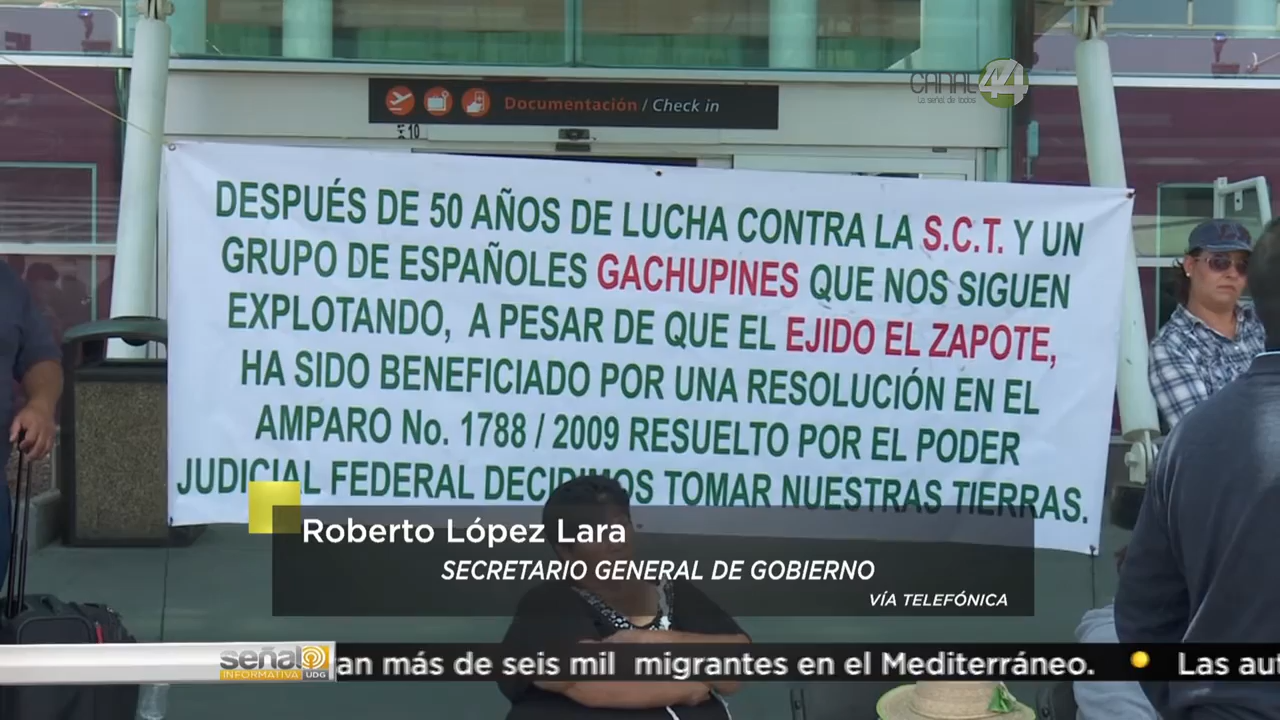 CANAL 44
La señal de todos
Documentación / Check in
10
DESPUÉS DE 50 AÑOS DE LUCHA CONTRA LA S.C.T. Y UN
GRUPO DE ESPAÑOLES GACHUPINES QUE NOS SIGUEN
EXPLOTANDO, A PESAR DE QUE EL EJIDO EL ZAPOTE,
HA SIDO BENEFICIADO POR UNA RESOLUCIÓN EN EL
AMPARO No. 1788 / 2009 RESUELTO POR EL PODER
JUDICIAL FEDERAL DECIDIMOS TOMAR NUESTRAS TIERRAS.
Roberto López Lara
SECRETARIO GENERAL DE GOBIERNO
VÍA TELEFÓNICA
señal
INFORMATIVA UDG
an más de seis mil migrantes en el Mediterráneo. Las aut